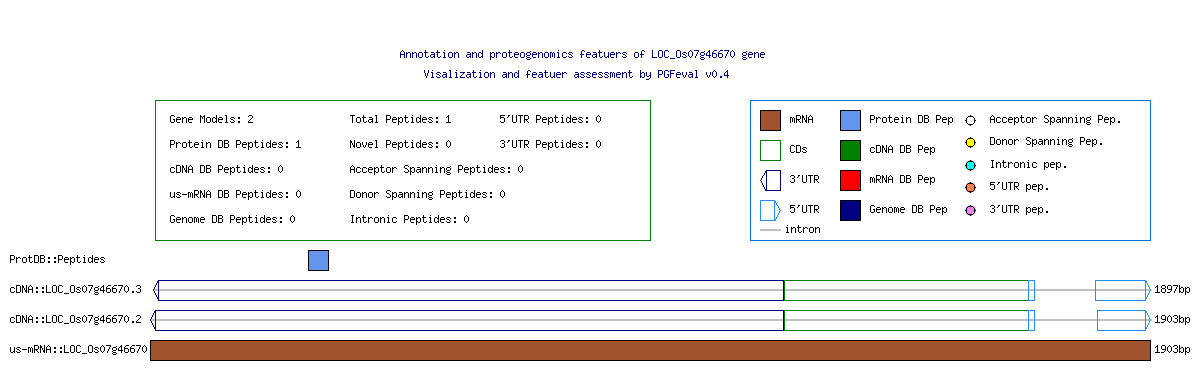 Annotation and proteogenomics featuers of LOC_Os07g46670 gene
Visalization and featuer assessment by PGFeval v0.4
Gene Models: 2 Total Peptides: 1 5'UTR Peptides: 0
Protein DB Peptides: 1 Novel Peptides: 0 3'UTR Peptides: 0
cDNA DB Peptides: 0 Acceptor Spanning Peptides: 0
us-mRNA DB Peptides: 0 Donor Spanning Peptides: 0
Genome DB Peptides: 0 Intronic Peptides: 0
mRNA Protein DB Pep Acceptor Spanning Pep.
CDs cDNA DB Pep Donor Spanning Pep.
3'UTR mRNA DB Pep Intronic pep.
5'UTR Genome DB Pep 5'UTR pep.
intron 3'UTR pep.
ProtDB::Peptides
cDNA::LOC_Os07g46670.3 1897bp
cDNA::LOC_Os07g46670.2 1903bp
us-mRNA::LOC_Os07g46670 1903bp